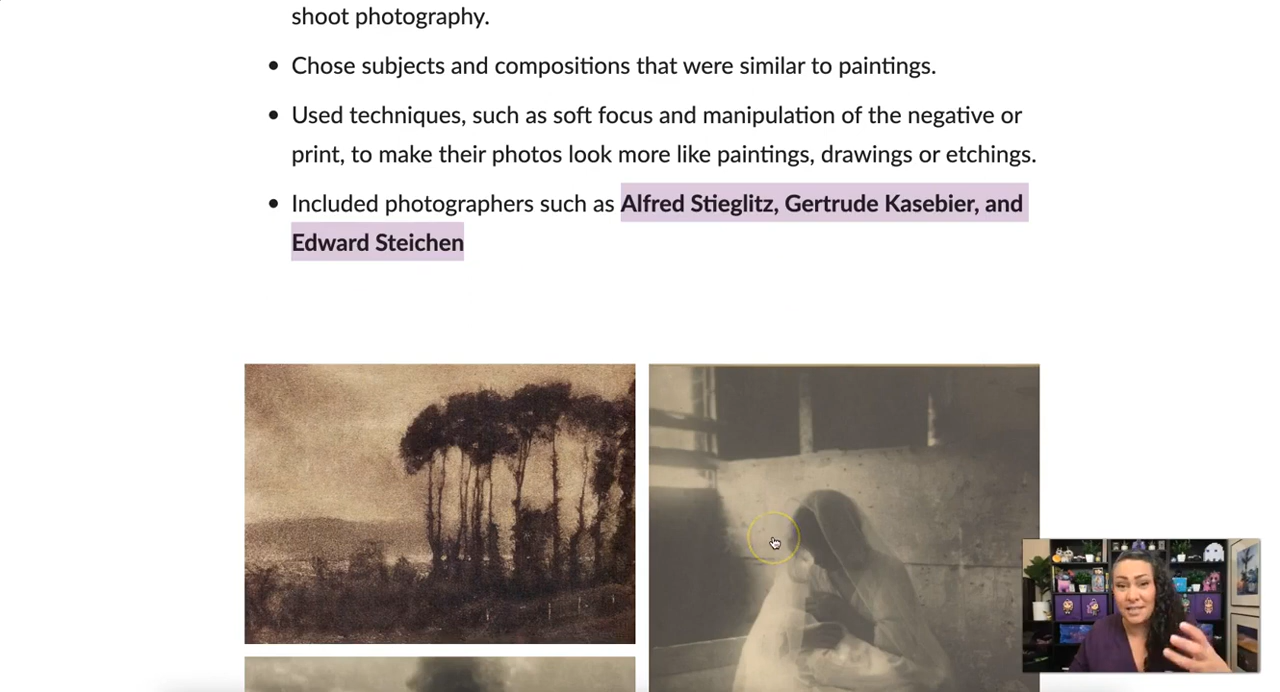 shoot photography.
Chose subjects and compositions that were similar to paintings.
Used techniques, such as soft focus and manipulation of the negative or
print, to make their photos look more like paintings, drawings or etchings.
Included photographers such as Alfred Stieglitz, Gertrude Kasebier, and
Edward Steichen